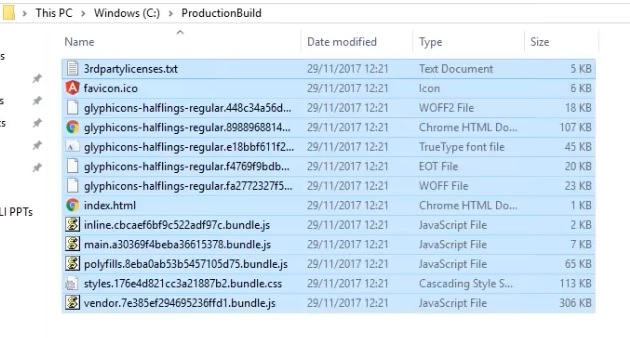 This PC > Windows (C:) > ProductionBuild
Name Date modified Type Size
s
3rdpartylicenses.txt 29/11/2017 12:21 Text Document 5 KB
favicon.ico 29/11/2017 12:21 Icon 6 KB
s glyphicons-halflings-regular.448c34a56d... 29/11/2017 12:21 WOFF2 File 18 KB
ts glyphicons-halflings-regular.8988968814... 29/11/2017 12:21 Chrome HTML Do... 107 KB
glyphicons-halflings-regular.e18bbf611f2... 29/11/2017 12:21 TrueType font file 45 KB
glyphicons-halflings-regular.f4769f9bdb... 29/11/2017 12:21 EOT File 20 KB
glyphicons-halflings-regular.fa2772327f5... 29/11/2017 12:21 WOFF File 23 KB
LI PPTs index.html 29/11/2017 12:21 Chrome HTML Do... 1 KB
inline.cbcaef6bf9c522adf97c.bundle.js 29/11/2017 12:21 JavaScript File 2 KB
main.a30369f4beba36615378.bundle.js 29/11/2017 12:21 JavaScript File 7 KB
polyfills.8eba0ab53b5457105d75.bundle.js 29/11/2017 12:21 JavaScript File 65 KB
styles.176e4d821cc3a21887b2.bundle.css 29/11/2017 12:21 Cascading Style S... 113 KB
vendor.7e385ef294695236ffd1.bundle.js 29/11/2017 12:21 JavaScript File 306 KB